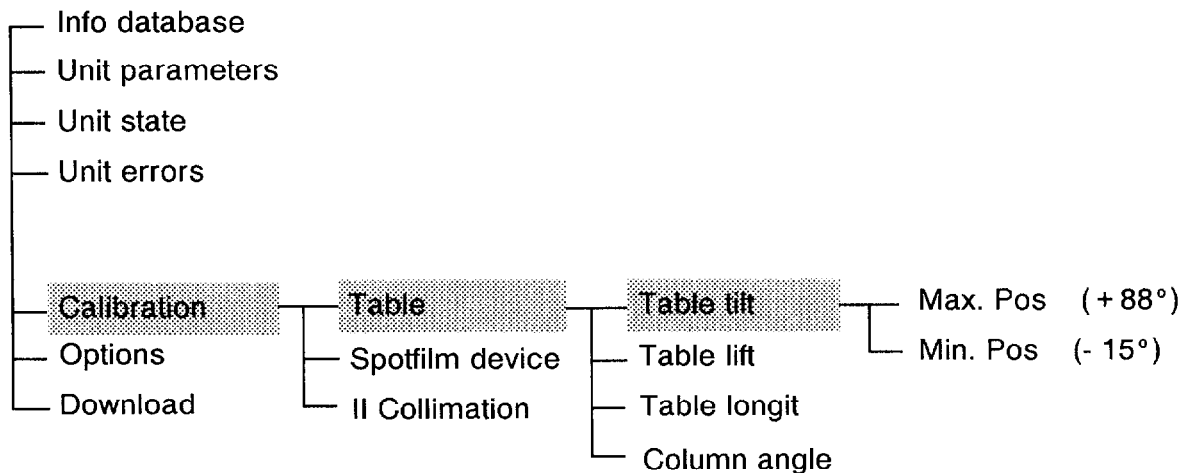 Info database
Unit parameters
Unit state
Unit errors
Calibration Table Table tilt Max. Pos (+88°)
Options Spotfilm device Table lift Min. Pos (- 15°)
Download II Collimation Table longit
Column angle